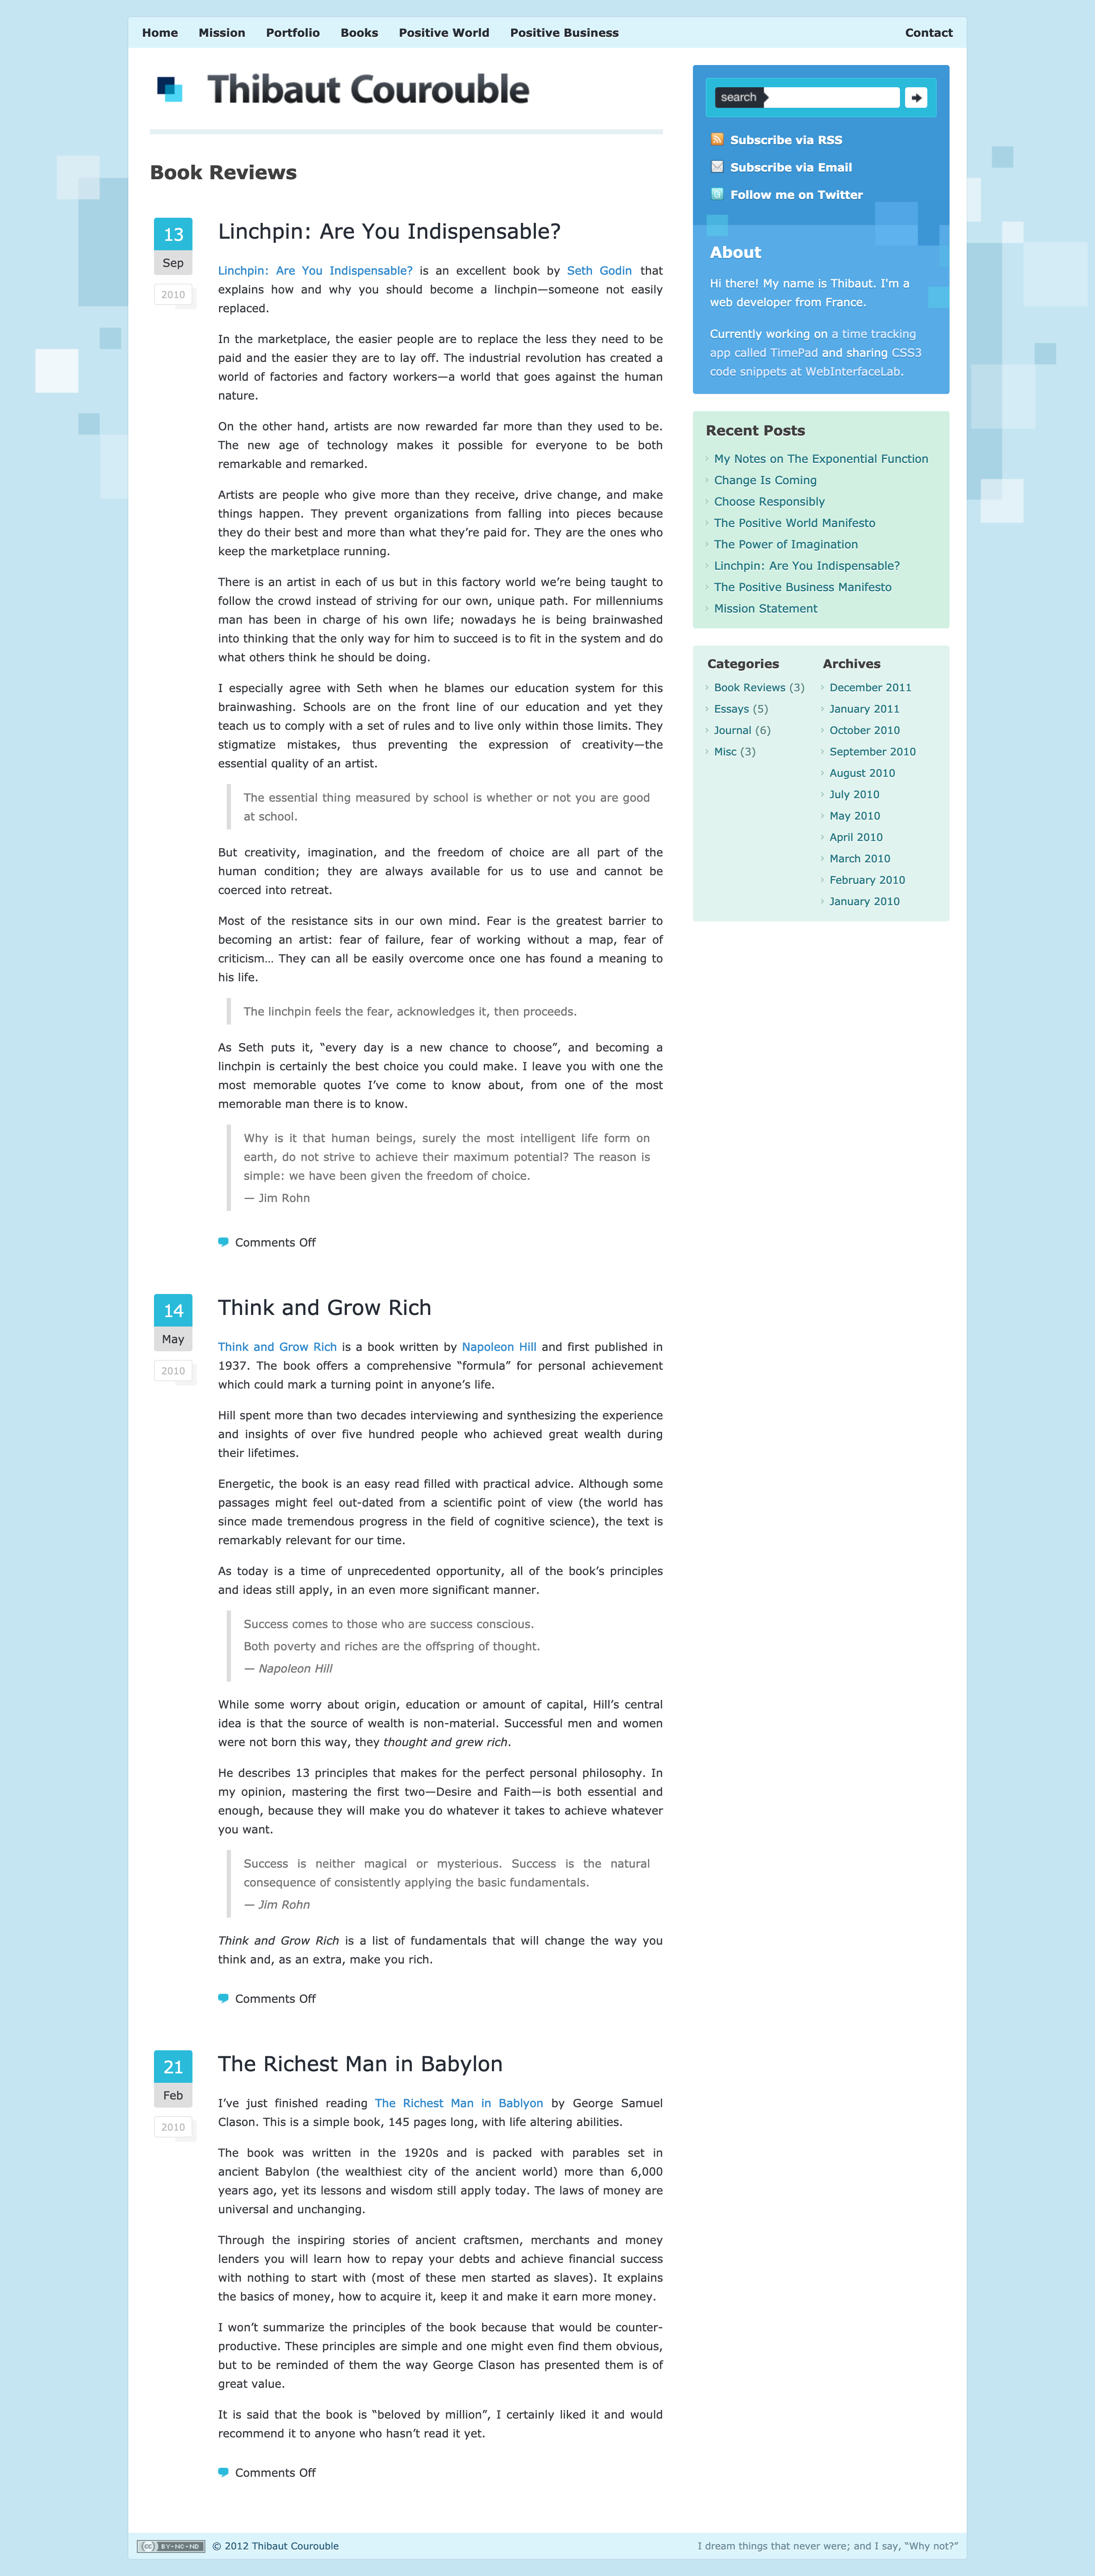 Home Mission Portfolio Books Positive World Positive Business Contact
Thibaut Courouble
Book Reviews
13
Sep
2010
Linchpin: Are You Indispensable?
Linchpin: Are You Indispensable? is an excellent book by Seth Godin that
explains how and why you should become a linchpin—someone not easily
replaced.
In the marketplace, the easier people are to replace the less they need to be
paid and the easier they are to lay off. The industrial revolution has created a
world of factories and factory workers—a world that goes against the human
nature.
On the other hand, artists are now rewarded far more than they used to be.
The new age of technology makes it possible for everyone to be both
remarkable and remarked.
Artists are people who give more than they receive, drive change, and make
things happen. They prevent organizations from falling into pieces because
they do their best and more than what they’re paid for. They are the ones who
keep the marketplace running.
There is an artist in each of us but in this factory world we’re being taught to
follow the crowd instead of striving for our own, unique path. For millenniums
man has been in charge of his own life; nowadays he is being brainwashed
into thinking that the only way for him to succeed is to fit in the system and do
what others think he should be doing.
I especially agree with Seth when he blames our education system for this
brainwashing. Schools are on the front line of our education and yet they
teach us to comply with a set of rules and to live only within those limits. They
stigmatize mistakes, thus preventing the expression of creativity—the
essential quality of an artist.
The essential thing measured by school is whether or not you are good
at school.
But creativity, imagination, and the freedom of choice are all part of the
human condition; they are always available for us to use and cannot be
coerced into retreat.
Most of the resistance sits in our own mind. Fear is the greatest barrier to
becoming an artist: fear of failure, fear of working without a map, fear of
criticism… They can all be easily overcome once one has found a meaning to
his life.
The linchpin feels the fear, acknowledges it, then proceeds.
As Seth puts it, “every day is a new chance to choose”, and becoming a
linchpin is certainly the best choice you could make. I leave you with one the
most memorable quotes I’ve come to know about, from one of the most
memorable man there is to know.
Why is it that human beings, surely the most intelligent life form on
earth, do not strive to achieve their maximum potential? The reason is
simple: we have been given the freedom of choice.
— Jim Rohn
Comments Off
14
May
2010
Think and Grow Rich
Think and Grow Rich is a book written by Napoleon Hill and first published in
1937. The book offers a comprehensive “formula” for personal achievement
which could mark a turning point in anyone’s life.
Hill spent more than two decades interviewing and synthesizing the experience
and insights of over five hundred people who achieved great wealth during
their lifetimes.
Energetic, the book is an easy read filled with practical advice. Although some
passages might feel out-dated from a scientific point of view (the world has
since made tremendous progress in the field of cognitive science), the text is
remarkably relevant for our time.
As today is a time of unprecedented opportunity, all of the book’s principles
and ideas still apply, in an even more significant manner.
Success comes to those who are success conscious.
Both poverty and riches are the offspring of thought.
— Napoleon Hill
While some worry about origin, education or amount of capital, Hill’s central
idea is that the source of wealth is non-material. Successful men and women
were not born this way, they thought and grew rich.
He describes 13 principles that makes for the perfect personal philosophy. In
my opinion, mastering the first two—Desire and Faith—is both essential and
enough, because they will make you do whatever it takes to achieve whatever
you want.
Success is neither magical or mysterious. Success is the natural
consequence of consistently applying the basic fundamentals.
— Jim Rohn
Think and Grow Rich is a list of fundamentals that will change the way you
think and, as an extra, make you rich.
Comments Off
21
Feb
2010
The Richest Man in Babylon
I’ve just finished reading The Richest Man in Bablyon by George Samuel
Clason. This is a simple book, 145 pages long, with life altering abilities.
The book was written in the 1920s and is packed with parables set in
ancient Babylon (the wealthiest city of the ancient world) more than 6,000
years ago, yet its lessons and wisdom still apply today. The laws of money are
universal and unchanging.
Through the inspiring stories of ancient craftsmen, merchants and money
lenders you will learn how to repay your debts and achieve financial success
with nothing to start with (most of these men started as slaves). It explains
the basics of money, how to acquire it, keep it and make it earn more money.
I won’t summarize the principles of the book because that would be counter-
productive. These principles are simple and one might even find them obvious,
but to be reminded of them the way George Clason has presented them is of
great value.
It is said that the book is “beloved by million”, I certainly liked it and would
recommend it to anyone who hasn’t read it yet.
Comments Off
search
Subscribe via RSS
Subscribe via Email
Follow me on Twitter
About
Hi there! My name is Thibaut. I'm a
web developer from France.
Currently working on a time tracking
app called TimePad and sharing CSS3
code snippets at WebInterfaceLab.
Recent Posts
My Notes on The Exponential Function
Change Is Coming
Choose Responsibly
The Positive World Manifesto
The Power of Imagination
Linchpin: Are You Indispensable?
The Positive Business Manifesto
Mission Statement
Categories
Book Reviews (3)
Essays (5)
Journal (6)
Misc (3)
Archives
December 2011
January 2011
October 2010
September 2010
August 2010
July 2010
May 2010
April 2010
March 2010
February 2010
January 2010
cc BY-NC-ND © 2012 Thibaut Courouble
I dream things that never were; and I say, “Why not?”